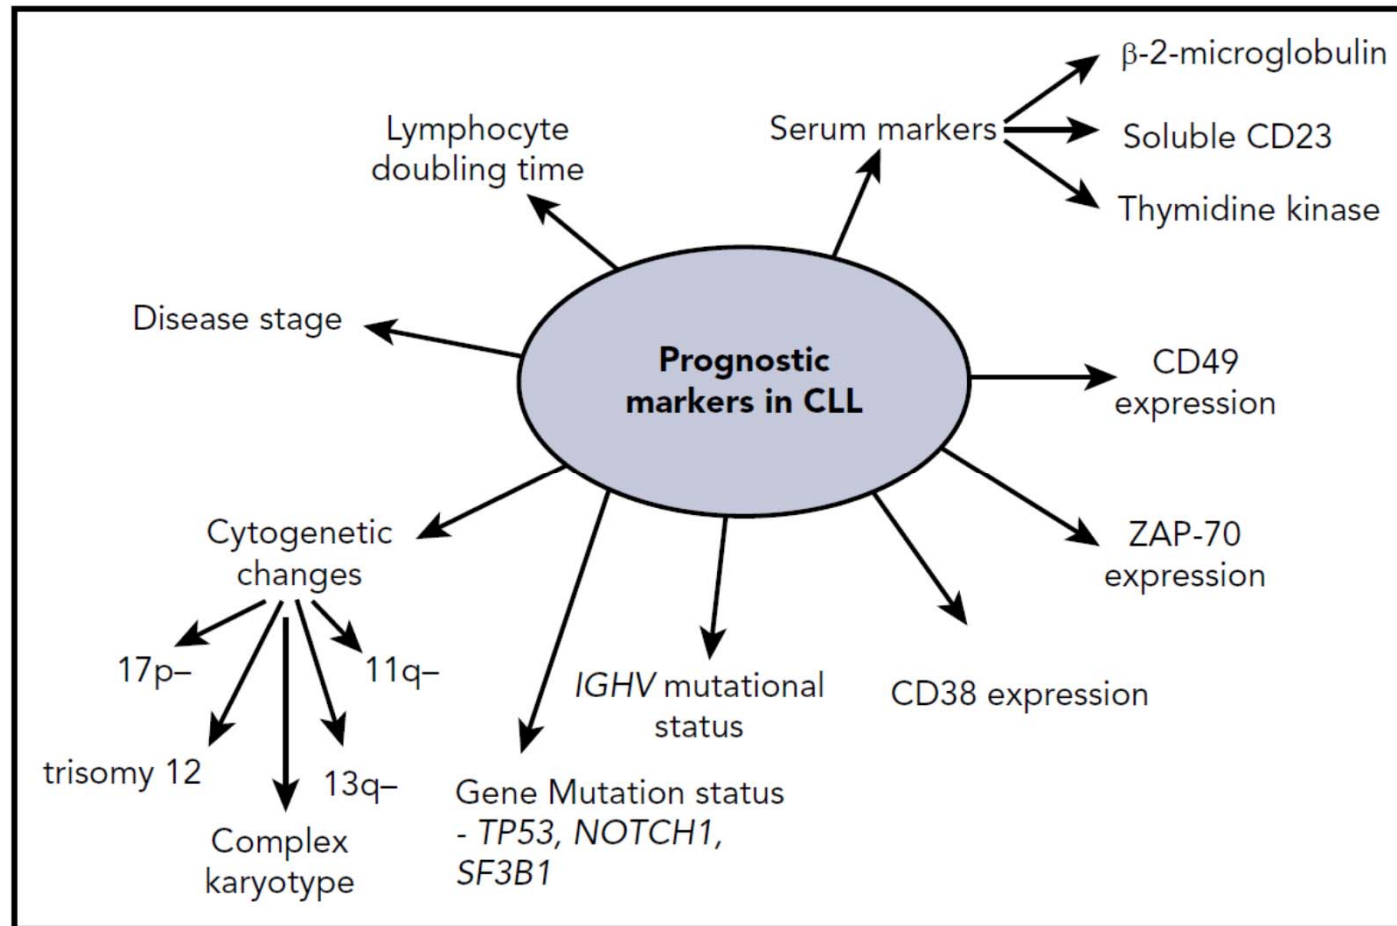 β-2-microglobulin
Lymphocyte
doubling time
Serum markers
Soluble CD23
Thymidine kinase
Disease stage
Prognostic
markers in CLL
CD49
expression
Cytogenetic
changes
ZAP-70
expression
17p–
11q–
IGHV mutational
status
CD38 expression
trisomy 12
13q–
Gene Mutation status
- TP53, NOTCH1,
SF3B1
Complex
karyotype